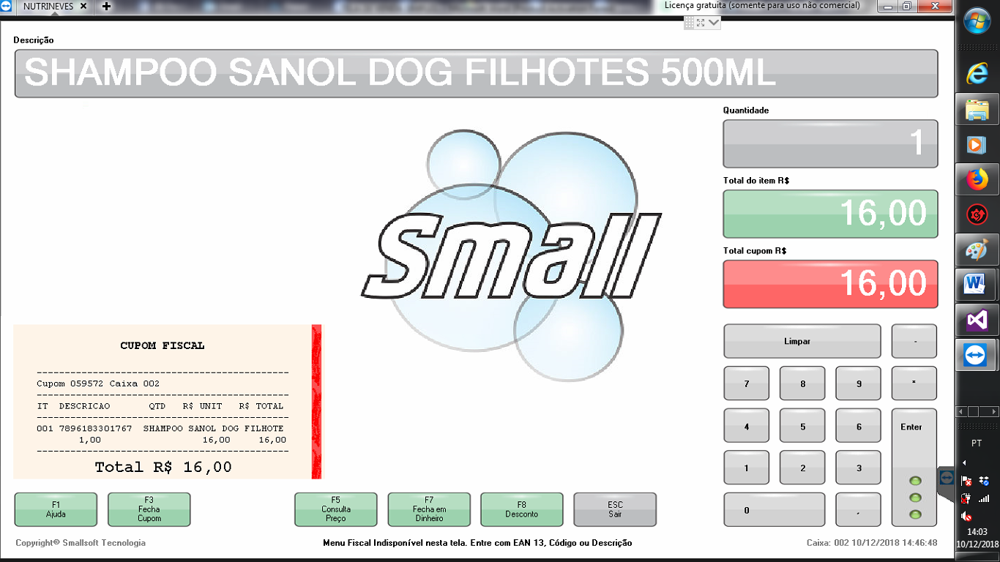 NUTRINEVES
Licença gratuita (somente para uso não comercial)
Descrição
SHAMPOO SANOL DOG FILHOTES 500ML
Quantidade
1
Total do item R$
16,00
Total cupom R$
16,00
Small
CUPOM FISCAL
Cupom 059572 Caixa 002
IT DESCRICAO QTD R$ UNIT R$ TOTAL
001 7896183301767 SHAMPOO SANOL DOG FILHOTE
1,00 16,00 16,00
Total R$ 16,00
Limpar -
7 8 9 *
4 5 6 Enter
1 2 3
0 ,
F1
Ajuda
F3
Fecha
Cupom
F5
Consulta
Preço
F7
Fecha em
Dinheiro
F8
Desconto
ESC
Sair
Copyright© Smallsoft Tecnologia
Menu Fiscal Indisponível nesta tela. Entre com EAN 13, Código ou Descrição
Caixa: 002 10/12/2018 14:46:48
PT
14:03
10/12/2018